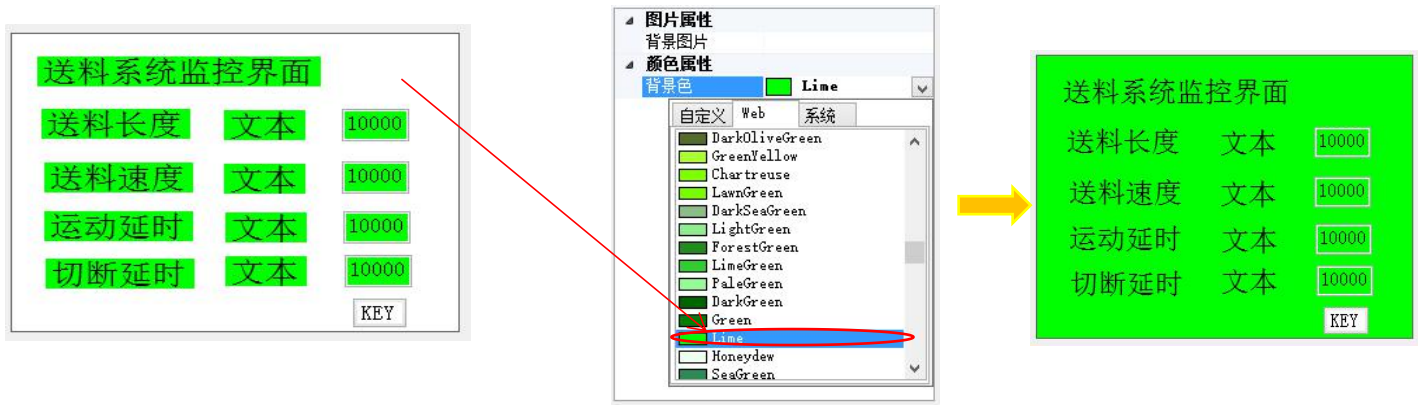 送料系统监控界面
送料长度 文本 10000
送料速度 文本 10000
运动延时 文本 10000
切断延时 文本 10000
KEY
图片属性
背景图片
颜色属性
背景色 Lime
自定义 Web 系统
DarkOliveGreen
GreenYellow
Chartreuse
LawnGreen
DarkSeaGreen
LightGreen
ForestGreen
LimeGreen
PaleGreen
DarkGreen
Green
Lime
Honeydew
SeaGreen
送料系统监控界面
送料长度 文本 10000
送料速度 文本 10000
运动延时 文本 10000
切断延时 文本 10000
KEY